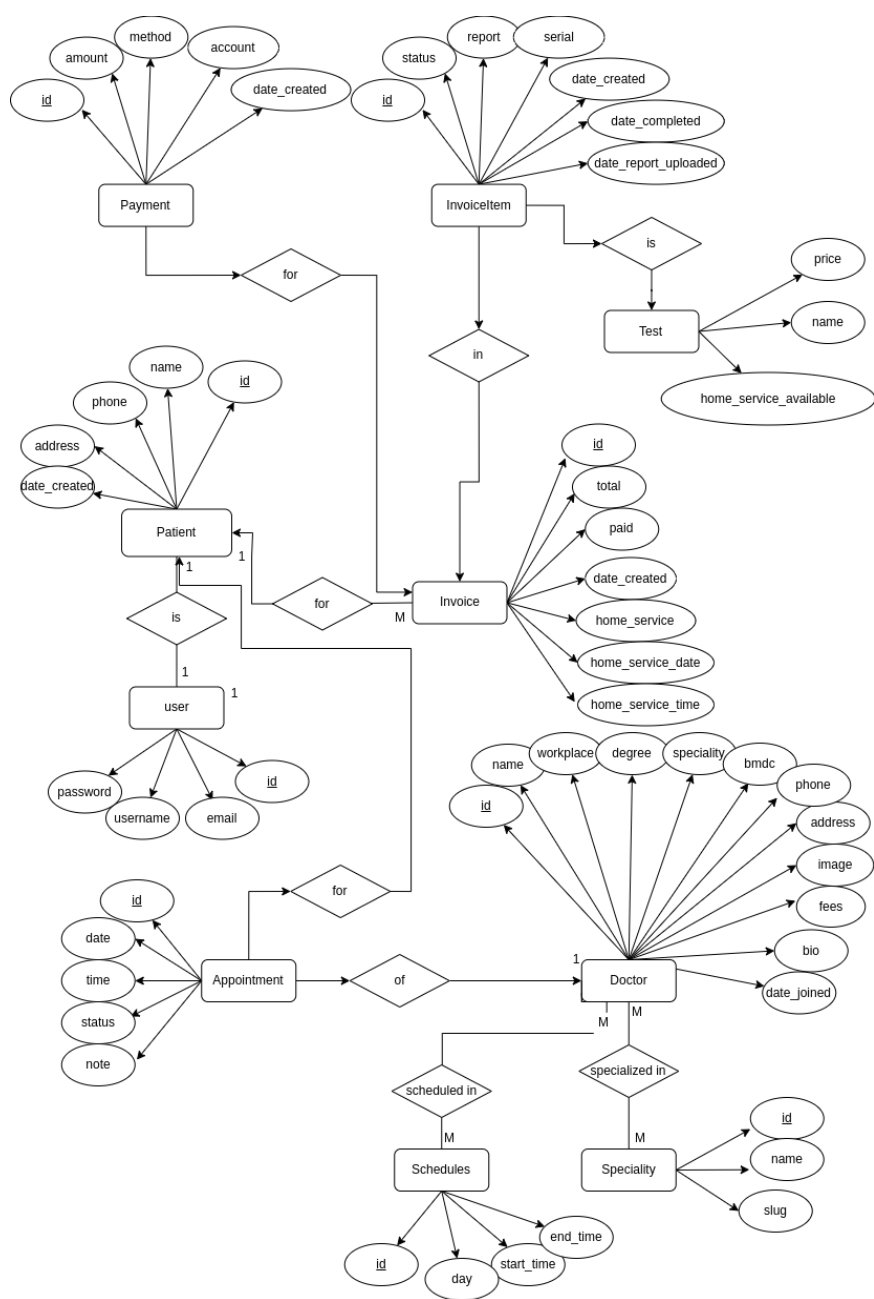 method
account
amount
id
date_created
Payment
report
serial
status
date_created
id
date_completed
date_report_uploaded
InvoiceItem
is
for
price
Test
name
in
home_service_available
name
id
phone
address
date_created
Patient
1
1
id
total
paid
date_created
home_service
home_service_date
home_service_time
Invoice
M
for
is
1
1
user
password
username
email
id
name
workplace
degree
speciality
bmdc
phone
id
address
image
fees
bio
date_joined
for
id
date
time
status
note
Appointment
of
1
Doctor
M
M
scheduled in
specialized in
M
M
Schedules
Speciality
id
name
slug
id
day
start_time
end_time